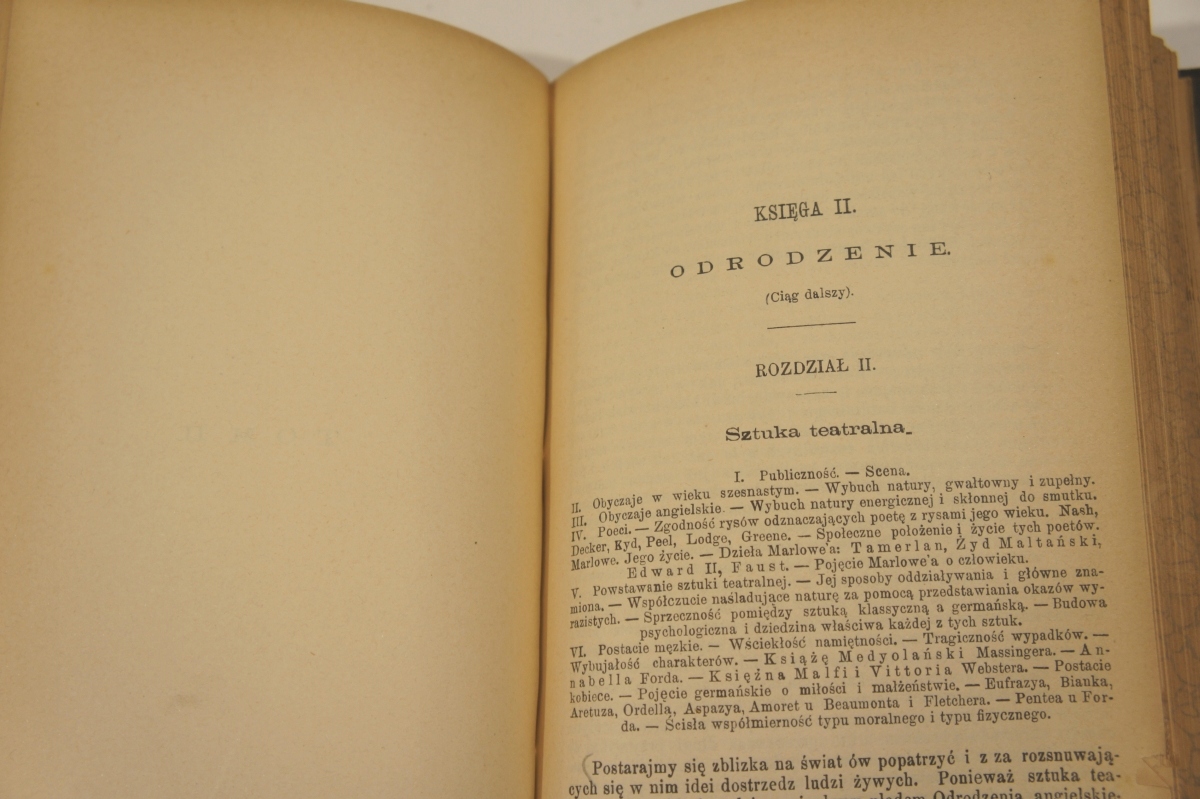 KSIĘGA II.
ODRODZENIE.
(Ciąg dalszy).
ROZDZIAŁ II.
Sztuka teatralna.
I. Publiczność. — Scena.
II. Obyczaje w wieku szesnastym. — Wybuch natury, gwałtowny i zupełny.
III. Obyczaje angielskie. — Wybuch natury energicznej i skłonnej do smutku.
IV. Poeci. — Zgodność rysów odznaczających poetę z rysami jego wieku. Nash,
Decker, Kyd, Peel, Lodge, Greene. — Społeczne położenie i życie tych poetów.
Marlowe. Jego życie. — Dzieła Marlowe'a: Tamerlan, Żyd Maltański,
Edward II, Faust. — Pojęcie Marlowe'a o człowieku.
V. Powstawanie sztuki teatralnej. — Jej sposoby oddziaływania i główne zna-
miona. — Współczucie naśladujące naturę za pomocą przedstawiania okazów wy-
razistych. — Sprzeczność pomiędzy sztuką klassyczną a germańską. — Budowa
psychologiczna i dziedzina właściwa każdej z tych sztuk.
VI. Postacie męzkie. — Wściekłość namiętności. — Tragiczność wypadków. —
Wybujałość charakterów. — Książę Medyolański Massingera. — An-
nabella Forda. — Księżna Malfi i Vittoria Webstera. — Postacie
kobiece. — Pojęcie germańskie o miłości i małżeństwie. — Eufrazya, Bianka,
Aretuza, Ordella, Aspazya, Amoret u Beaumonta i Fletchera. — Pentea u For-
da. — Ścisła współmierność typu moralnego i typu fizycznego.
Postarajmy się zblizka na świat ów popatrzyć i z za rozsnuwają-
cych się w nim idei dostrzedz ludzi żywych. Ponieważ sztuka tea-
Odrodzenia angielskie-